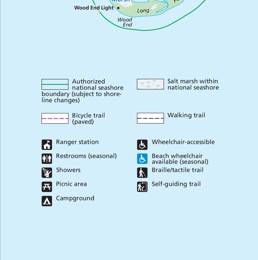 Wood End Light
Long
Wood
End
Authorized
national seashore
boundary (subject to shore-
line changes)
Salt marsh within
national seashore
Bicycle trail
(paved)
Walking trail
Ranger station
Wheelchair-accessible
Restrooms (seasonal)
Beach wheelchair
available (seasonal)
Showers
Braille/tactile trail
Picnic area
Self-guiding trail
Campground